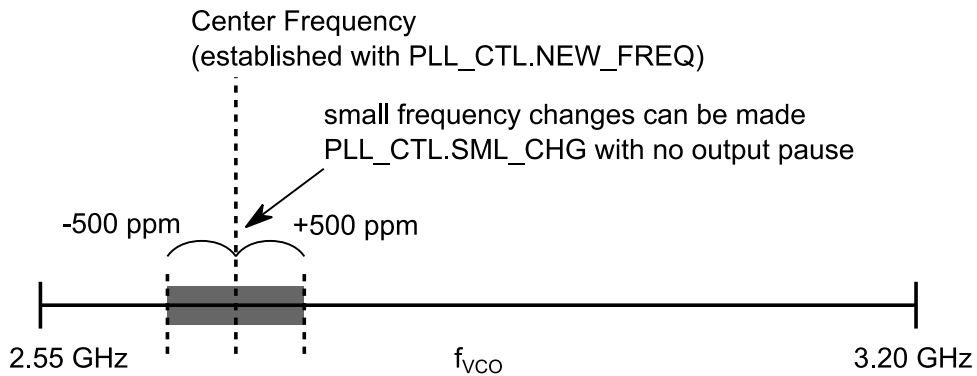 Center Frequency
(established with PLL_CTL.NEW_FREQ)
small frequency changes can be made
PLL_CTL.SML_CHG with no output pause
-500 ppm
+500 ppm
2.55 GHz
fVCO
3.20 GHz